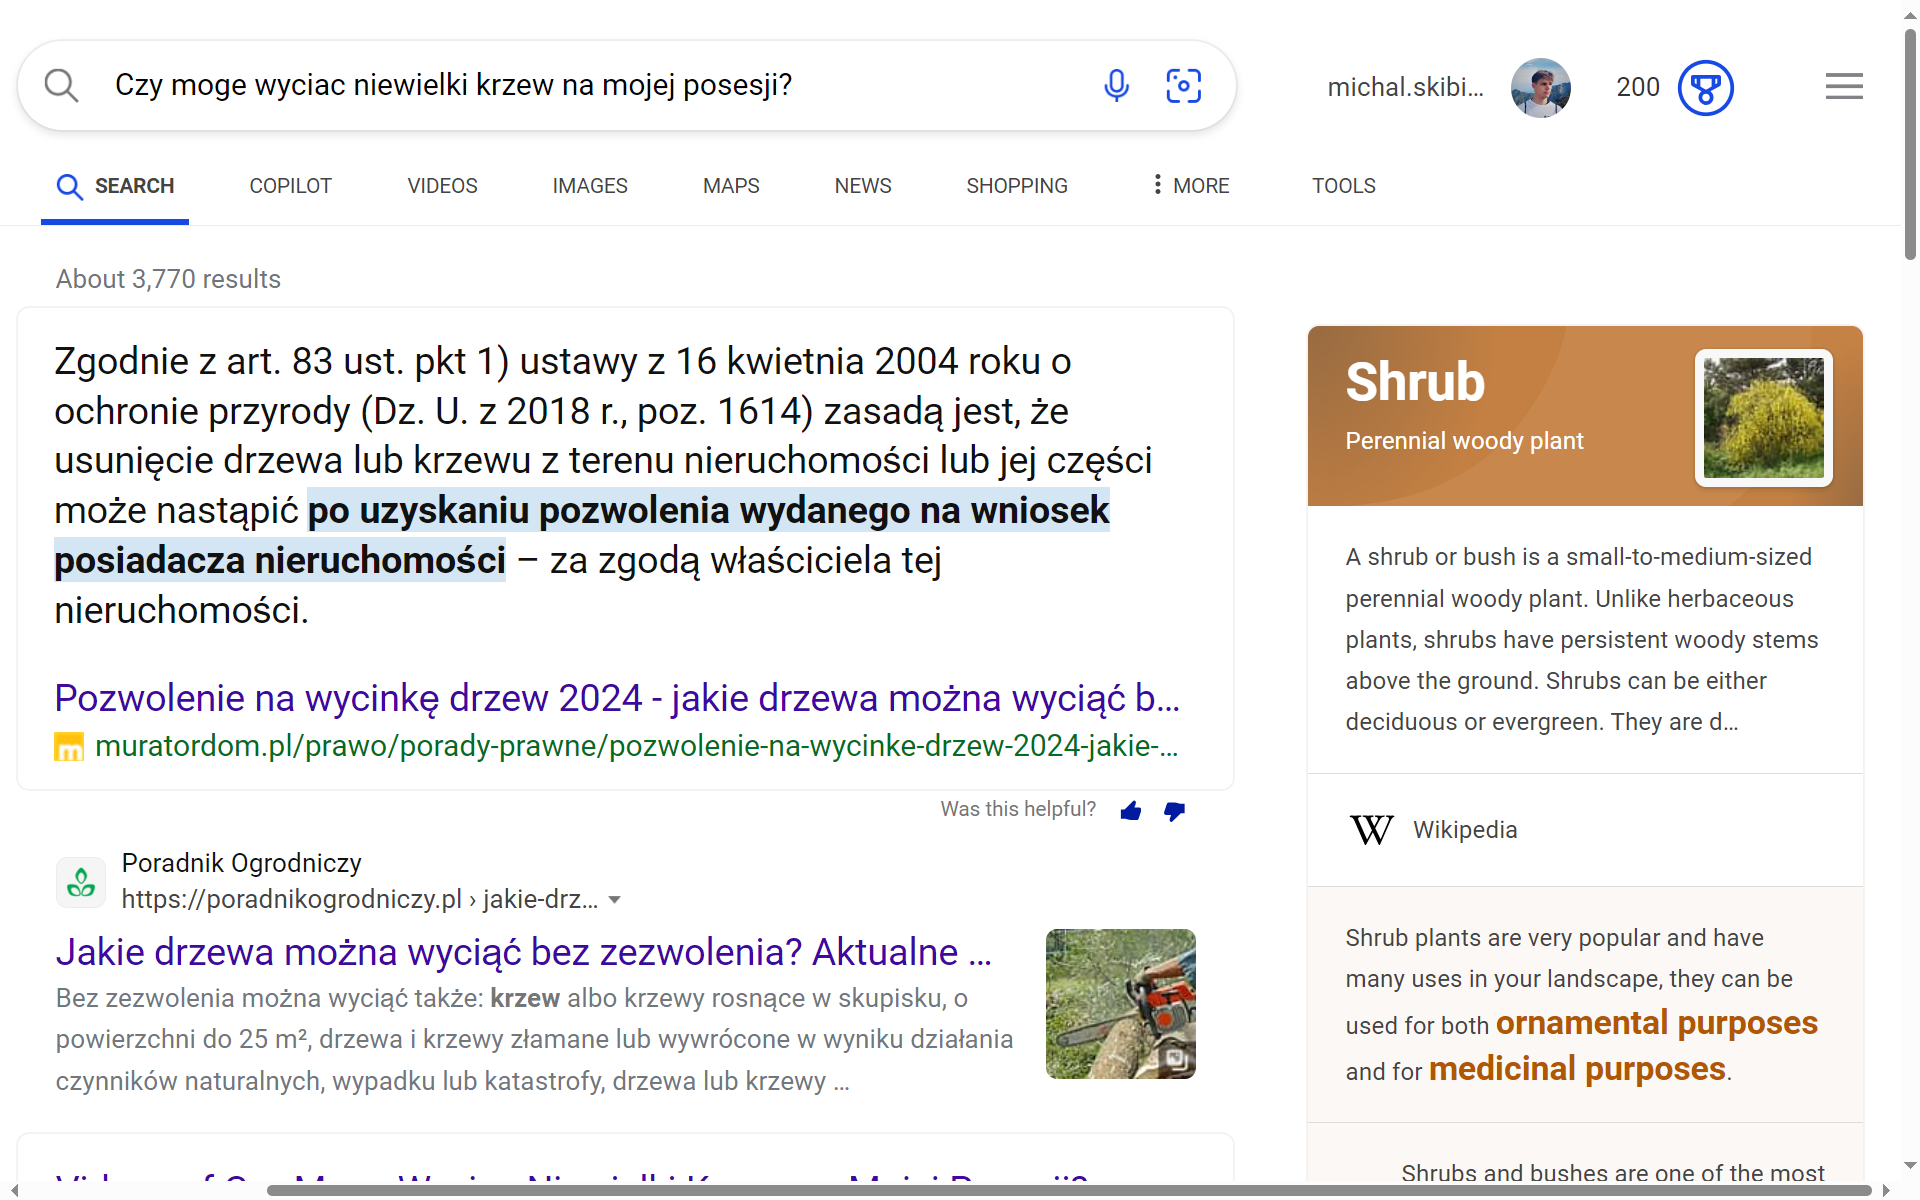 Czy moge wyciac niewielki krzew na mojej posesji?
michal.skibi...
200
SEARCH
COPILOT
VIDEOS
IMAGES
MAPS
NEWS
SHOPPING
MORE
TOOLS
About 3,770 results
Zgodnie z art. 83 ust. pkt 1) ustawy z 16 kwietnia 2004 roku o
ochronie przyrody (Dz. U. z 2018 r., poz. 1614) zasadą jest, że
usunięcie drzewa lub krzewu z terenu nieruchomości lub jej części
może nastąpić po uzyskaniu pozwolenia wydanego na wniosek
posiadacza nieruchomości – za zgodą właściciela tej
nieruchomości.
Pozwolenie na wycinkę drzew 2024 - jakie drzewa można wyciąć b...
muratordom.pl/prawo/porady-prawne/pozwolenie-na-wycinke-drzew-2024-jakie-...
Was this helpful?
Poradnik Ogrodniczy
https://poradnikogrodniczy.pl › jakie-drz...
Jakie drzewa można wyciąć bez zezwolenia? Aktualne ...
Bez zezwolenia można wyciąć także: krzew albo krzewy rosnące w skupisku, o
powierzchni do 25 m², drzewa i krzewy złamane lub wywrócone w wyniku działania
czynników naturalnych, wypadku lub katastrofy, drzewa lub krzewy ...
Shrub
Perennial woody plant
A shrub or bush is a small-to-medium-sized
perennial woody plant. Unlike herbaceous
plants, shrubs have persistent woody stems
above the ground. Shrubs can be either
deciduous or evergreen. They are d...
Wikipedia
Shrub plants are very popular and have
many uses in your landscape, they can be
used for both ornamental purposes
and for medicinal purposes.
Shrubs and bushes are one of the most